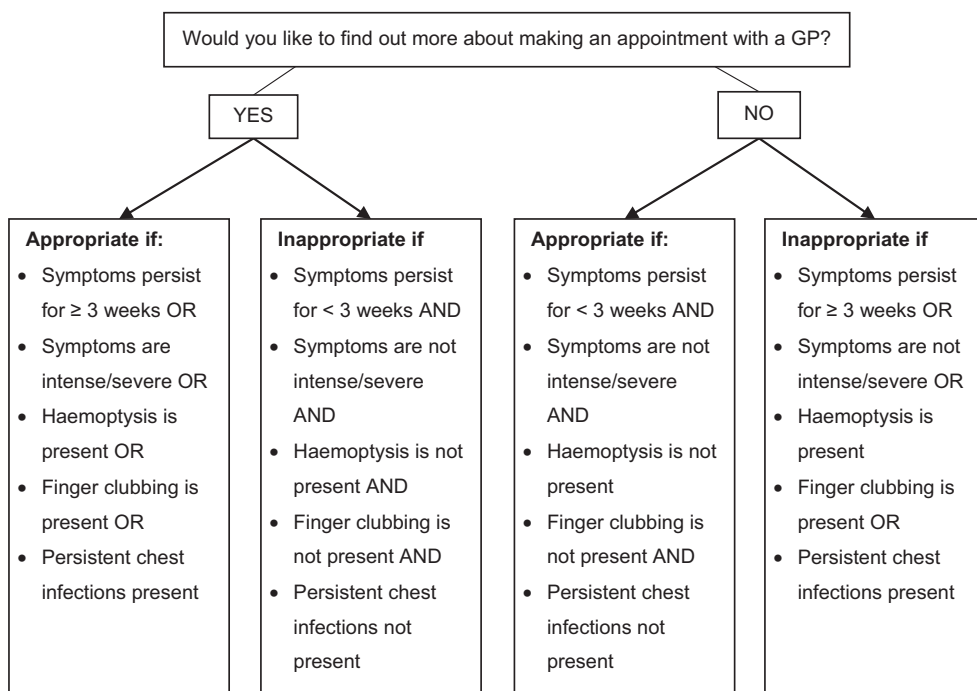 Would you like to find out more about making an appointment with a GP?
YES
NO
Appropriate if:
• Symptoms persist
for ≥ 3 weeks OR
• Symptoms are
intense/severe OR
• Haemoptysis is
present OR
• Finger clubbing is
present OR
• Persistent chest
infections present
Inappropriate if
• Symptoms persist
for < 3 weeks AND
• Symptoms are not
intense/severe
AND
• Haemoptysis is not
present AND
• Finger clubbing is
not present AND
• Persistent chest
infections not
present
Appropriate if:
• Symptoms persist
for < 3 weeks AND
• Symptoms are not
intense/severe
AND
• Haemoptysis is not
present
• Finger clubbing is
not present AND
• Persistent chest
infections not
present
Inappropriate if
• Symptoms persist
for ≥ 3 weeks OR
• Symptoms are not
intense/severe OR
• Haemoptysis is
present
• Finger clubbing is
present OR
• Persistent chest
infections present